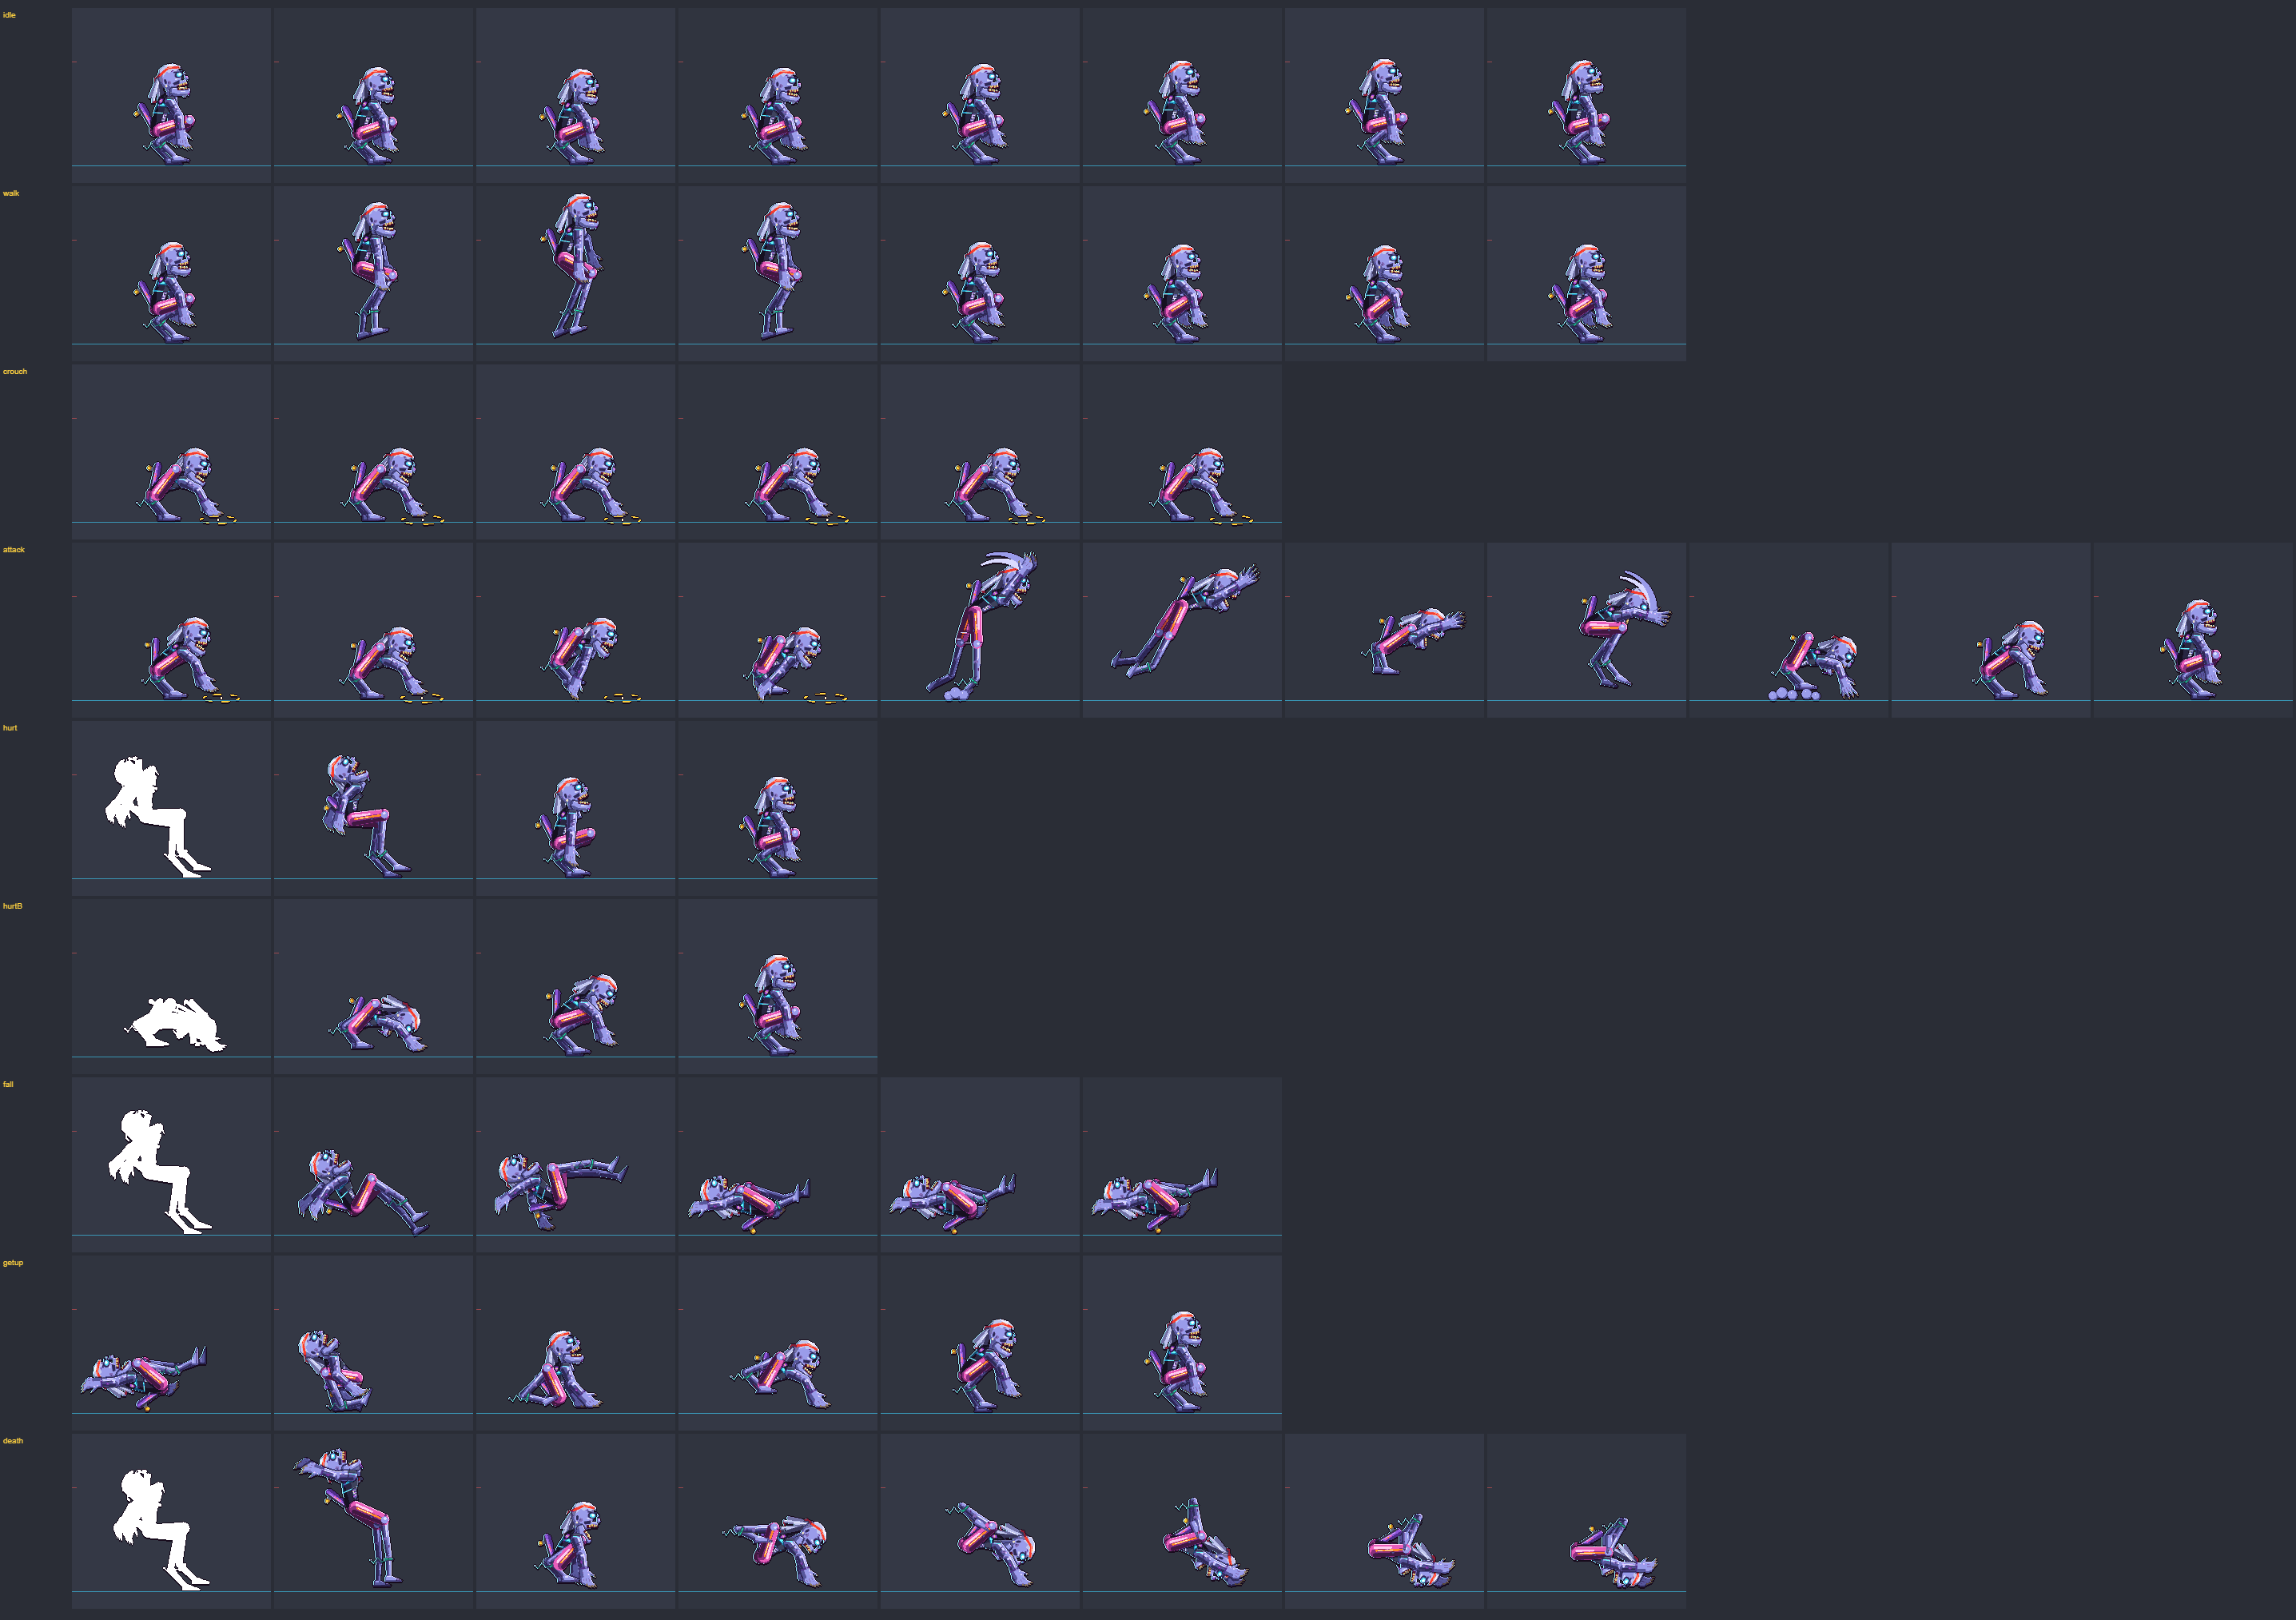 idle
walk
crouch
attack
hurt
hurtB
fall
getup
death